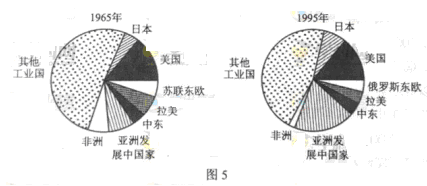 1965年
日本
美国
其他
工业国
苏联东欧
拉美
中东
非洲
亚洲发
展中国家
1995年
日本
美国
其他
工业国
俄罗斯东欧
拉美
中东
非洲
亚洲发
展中国家
图5